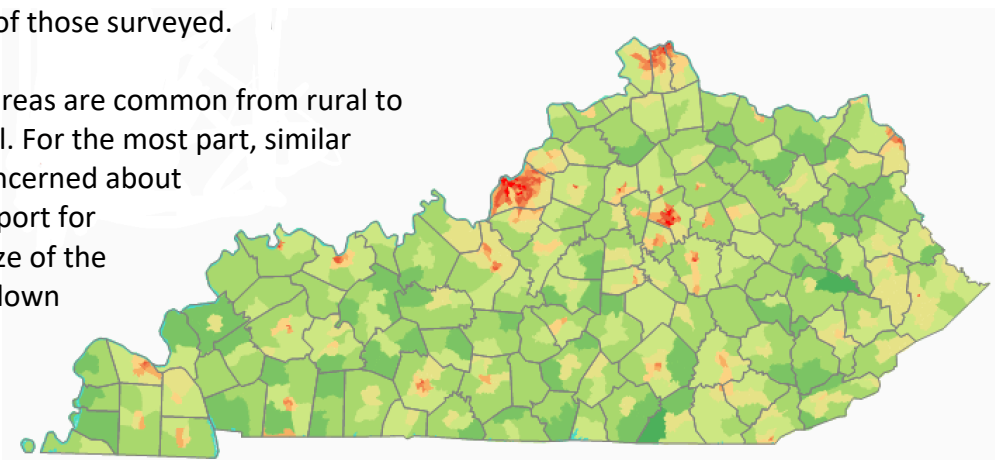 of those surveyed.
reas are common from rural to
l. For the most part, similar
ncerned about
port for
ze of the
down